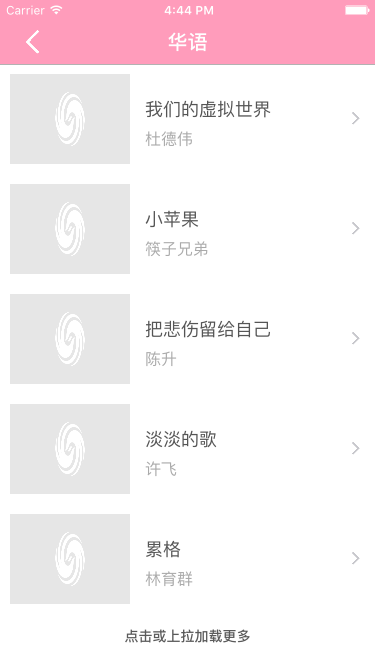 Carrier 4:44 PM
华语
我们的虚拟世界
杜德伟
小苹果
筷子兄弟
把悲伤留给自己
陈升
淡淡的歌
许飞
累格
林育群
点击或上拉加载更多